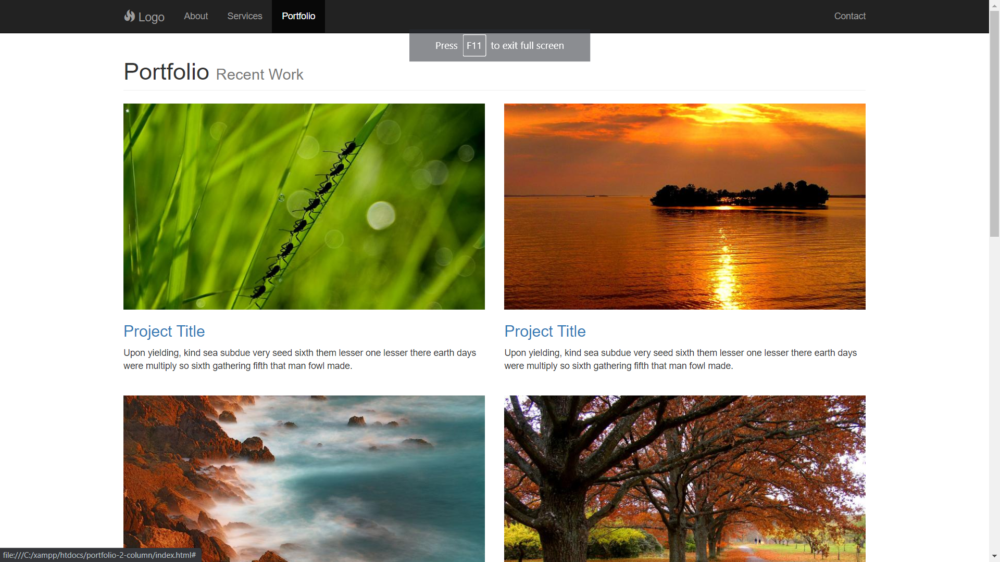 Logo About Services Portfolio Contact
Press F11 to exit full screen
Portfolio Recent Work
Project Title
Upon yielding, kind sea subdue very seed sixth them lesser one lesser there earth days
were multiply so sixth gathering fifth that man fowl made.
Project Title
Upon yielding, kind sea subdue very seed sixth them lesser one lesser there earth days
were multiply so sixth gathering fifth that man fowl made.
file:///C:/xampp/htdocs/portfolio-2-column/index.html#